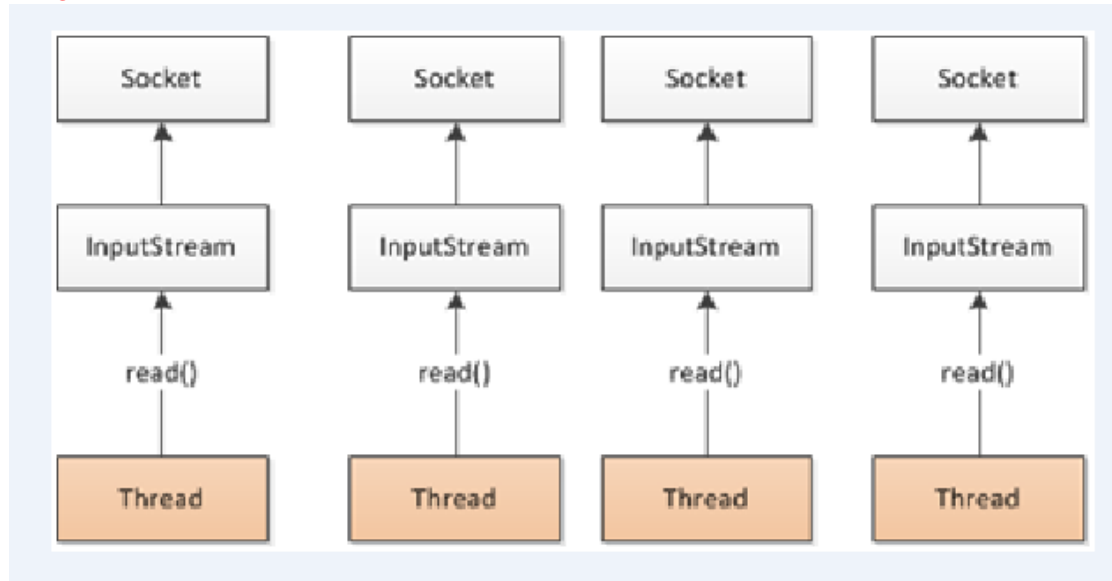 Socket Socket Socket Socket
InputStream InputStream InputStream InputStream
read() read() read() read()
Thread Thread Thread Thread